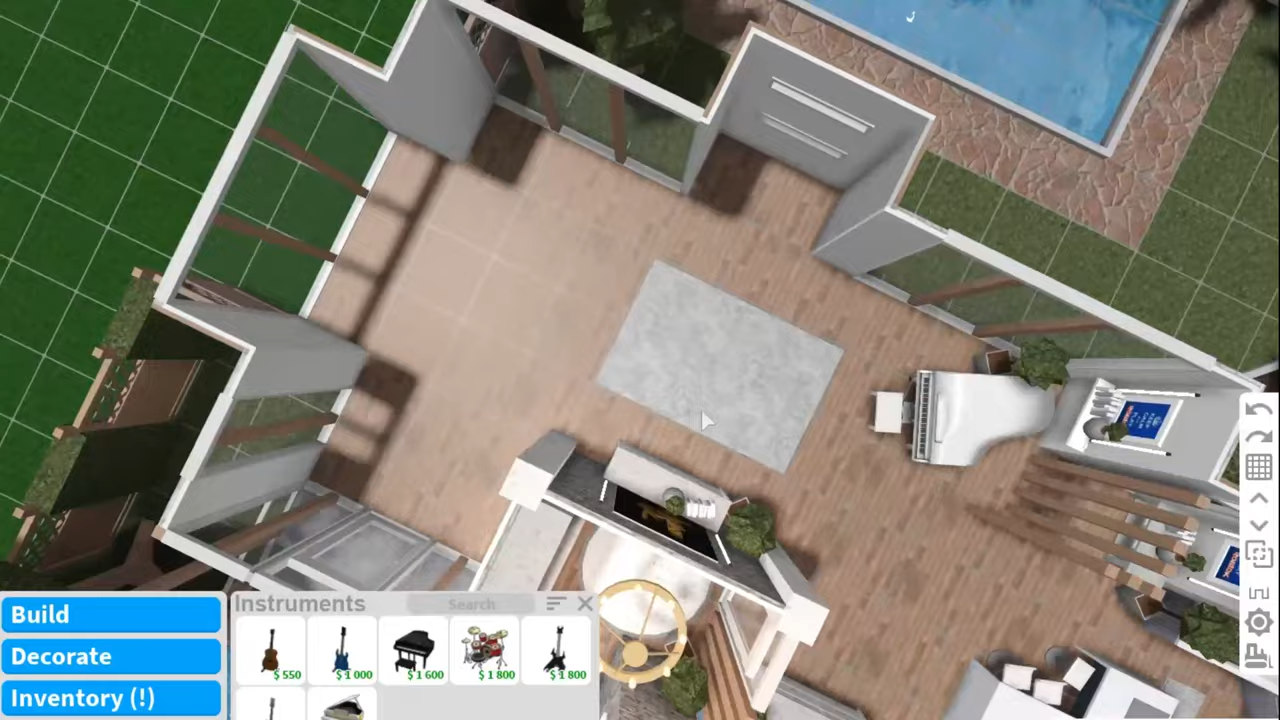 Build
Decorate
Inventory (!)
Instruments
Search
$ 550
$ 1 000
$ 1 600
$ 1 800
$ 1 800